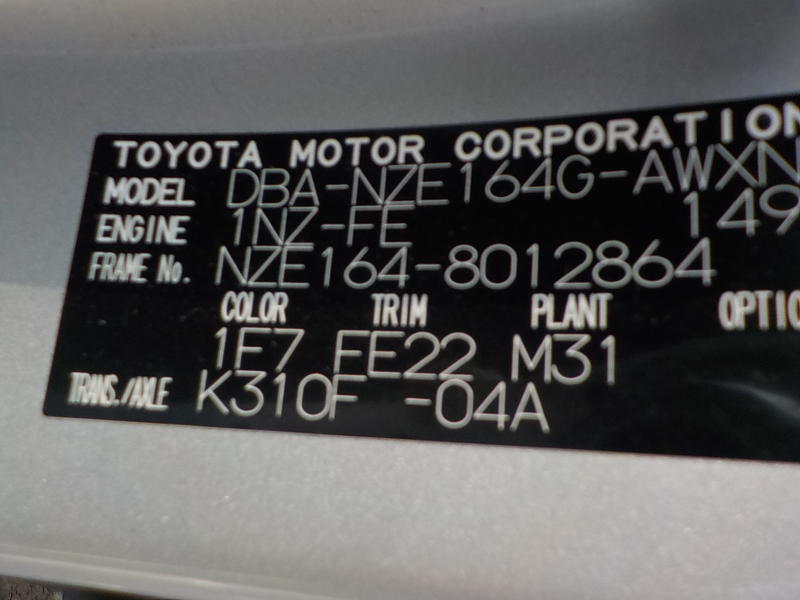 TOYOTA MOTOR CORPORATION
MODEL DBA-NZE164G-AWXN
ENGINE 1NZ-FE 149
FRAME No. NZE164-8012864
COLOR TRIM PLANT OPTIO
1F7 FE22 M31
TRANS./AXLE K310F -04A